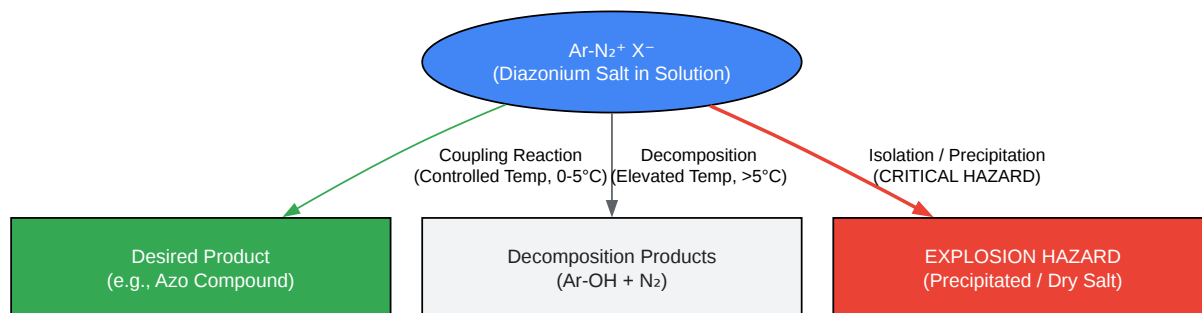 Ar-N₂⁺ X⁻
(Diazonium Salt in Solution)
Coupling Reaction
(Controlled Temp, 0-5°C)
Decomposition
(Elevated Temp, >5°C)
Isolation / Precipitation
(CRITICAL HAZARD)
Desired Product
(e.g., Azo Compound)
Decomposition Products
(Ar-OH + N₂)
EXPLOSION HAZARD
(Precipitated / Dry Salt)